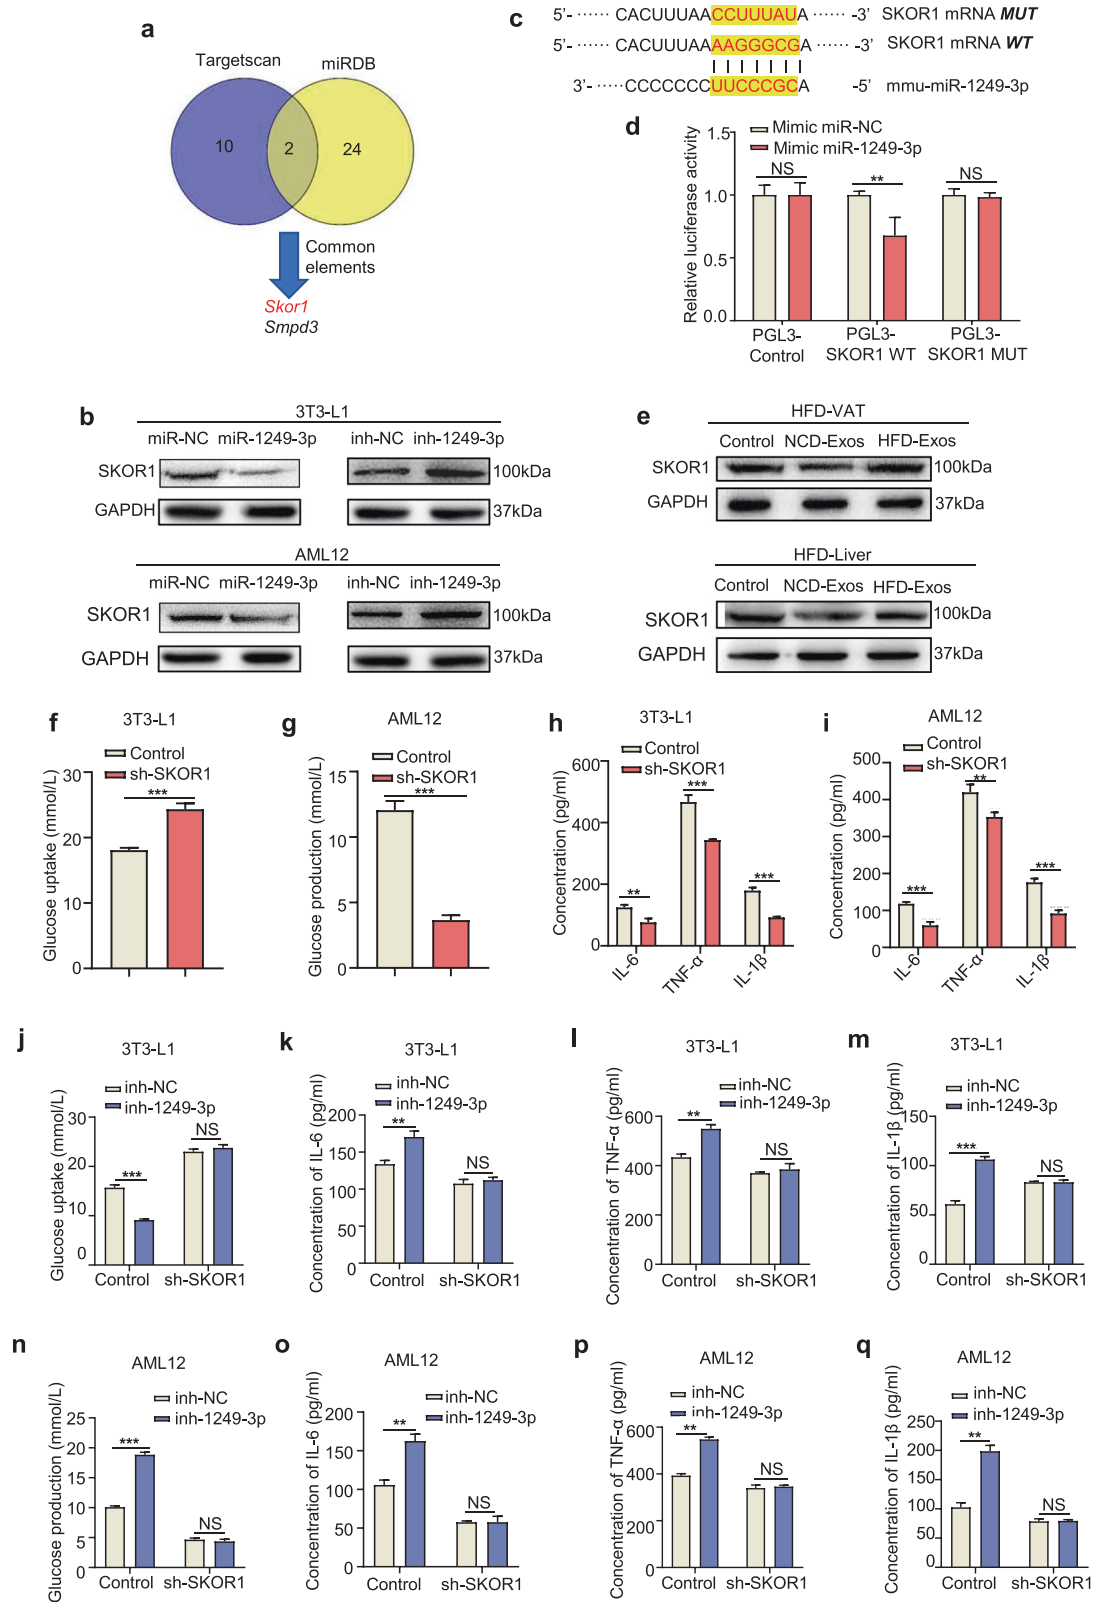 a
Targetscan
miRDB
10
2
24
Common
elements
Skor1
Smpd3
c
5'- ······ CACUUUAACCUUUAUA ······ -3' SKOR1 mRNA MUT
5'- ······ CACUUUAAAAGGGCGA ······ -3' SKOR1 mRNA WT
3'- ·····CCCCCCCUUCCCGCA -5' mmu-miR-1249-3p
d
Mimic miR-NC
Mimic miR-1249-3p
Relative luciferase activity
1.5
1.0
0.5
0.0
NS
**
NS
PGL3-
Control
PGL3-
SKOR1 WT
PGL3-
SKOR1 MUT
b
3T3-L1
miR-NC miR-1249-3p inh-NC inh-1249-3p
SKOR1 100kDa
GAPDH 37kDa
AML12
miR-NC miR-1249-3p inh-NC inh-1249-3p
SKOR1 100kDa
GAPDH 37kDa
e
HFD-VAT
Control NCD-Exos HFD-Exos
SKOR1 100kDa
GAPDH 37kDa
HFD-Liver
Control NCD-Exos HFD-Exos
SKOR1 100kDa
GAPDH 37kDa
f
3T3-L1
Control
sh-SKOR1
Glucose uptake (mmol/L)
30
20
10
0
***
g
AML12
Control
sh-SKOR1
Glucose production (mmol/L)
15
10
5
0
***
h
3T3-L1
Control
sh-SKOR1
Concentration (pg/ml)
600
400
200
0
**
***
***
IL-6
TNF-α
IL-1β
i
AML12
Control
sh-SKOR1
Concentration (pg/ml)
500
400
300
200
100
0
***
**
***
IL-6
TNF-α
IL-1β
j
3T3-L1
inh-NC
inh-1249-3p
Glucose uptake (mmol/L)
30
20
10
0
***
NS
Control sh-SKOR1
k
3T3-L1
inh-NC
inh-1249-3p
Concentration of IL-6 (pg/ml)
200
150
100
50
0
**
NS
Control sh-SKOR1
l
3T3-L1
inh-NC
inh-1249-3p
Concentration of TNF-α (pg/ml)
600
400
600
0
**
NS
Control sh-SKOR1
m
3T3-L1
inh-NC
inh-1249-3p
Concentration of IL-1β (pg/ml)
150
100
50
0
***
NS
Control sh-SKOR1
n
AML12
inh-NC
inh-1249-3p
Glucose production (mmol/L)
25
20
15
10
5
0
***
NS
Control sh-SKOR1
o
AML12
inh-NC
inh-1249-3p
Concentration of IL-6 (pg/ml)
200
150
100
50
0
**
NS
Control sh-SKOR1
p
AML12
inh-NC
inh-1249-3p
Concentration of TNF-α (pg/ml)
600
400
200
0
**
NS
Control sh-SKOR1
q
AML12
inh-NC
inh-1249-3p
Concentration of IL-1β (pg/ml)
250
200
150
100
50
0
**
NS
Control sh-SKOR1